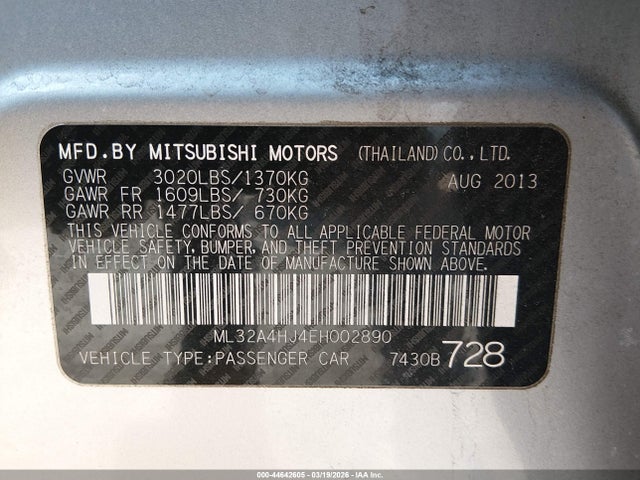 MFD.BY MITSUBISHI MOTORS (THAILAND) CO.,LTD.
GVWR 3020LBS/1370KG AUG 2013
GAWR FR 1609LBS/ 730KG
GAWR RR 1477LBS/ 670KG
THIS VEHICLE CONFORMS TO ALL APPLICABLE FEDERAL MOTOR
VEHICLE SAFETY, BUMPER, AND THEFT PREVENTION STANDARDS
IN EFFECT ON THE DATE OF MANUFACTURE SHOWN ABOVE.
ML32A4HJ4EH002890
VEHICLE TYPE:PASSENGER CAR 7430B 728
000-44642605 - 03/19/2026 - IAA Inc.